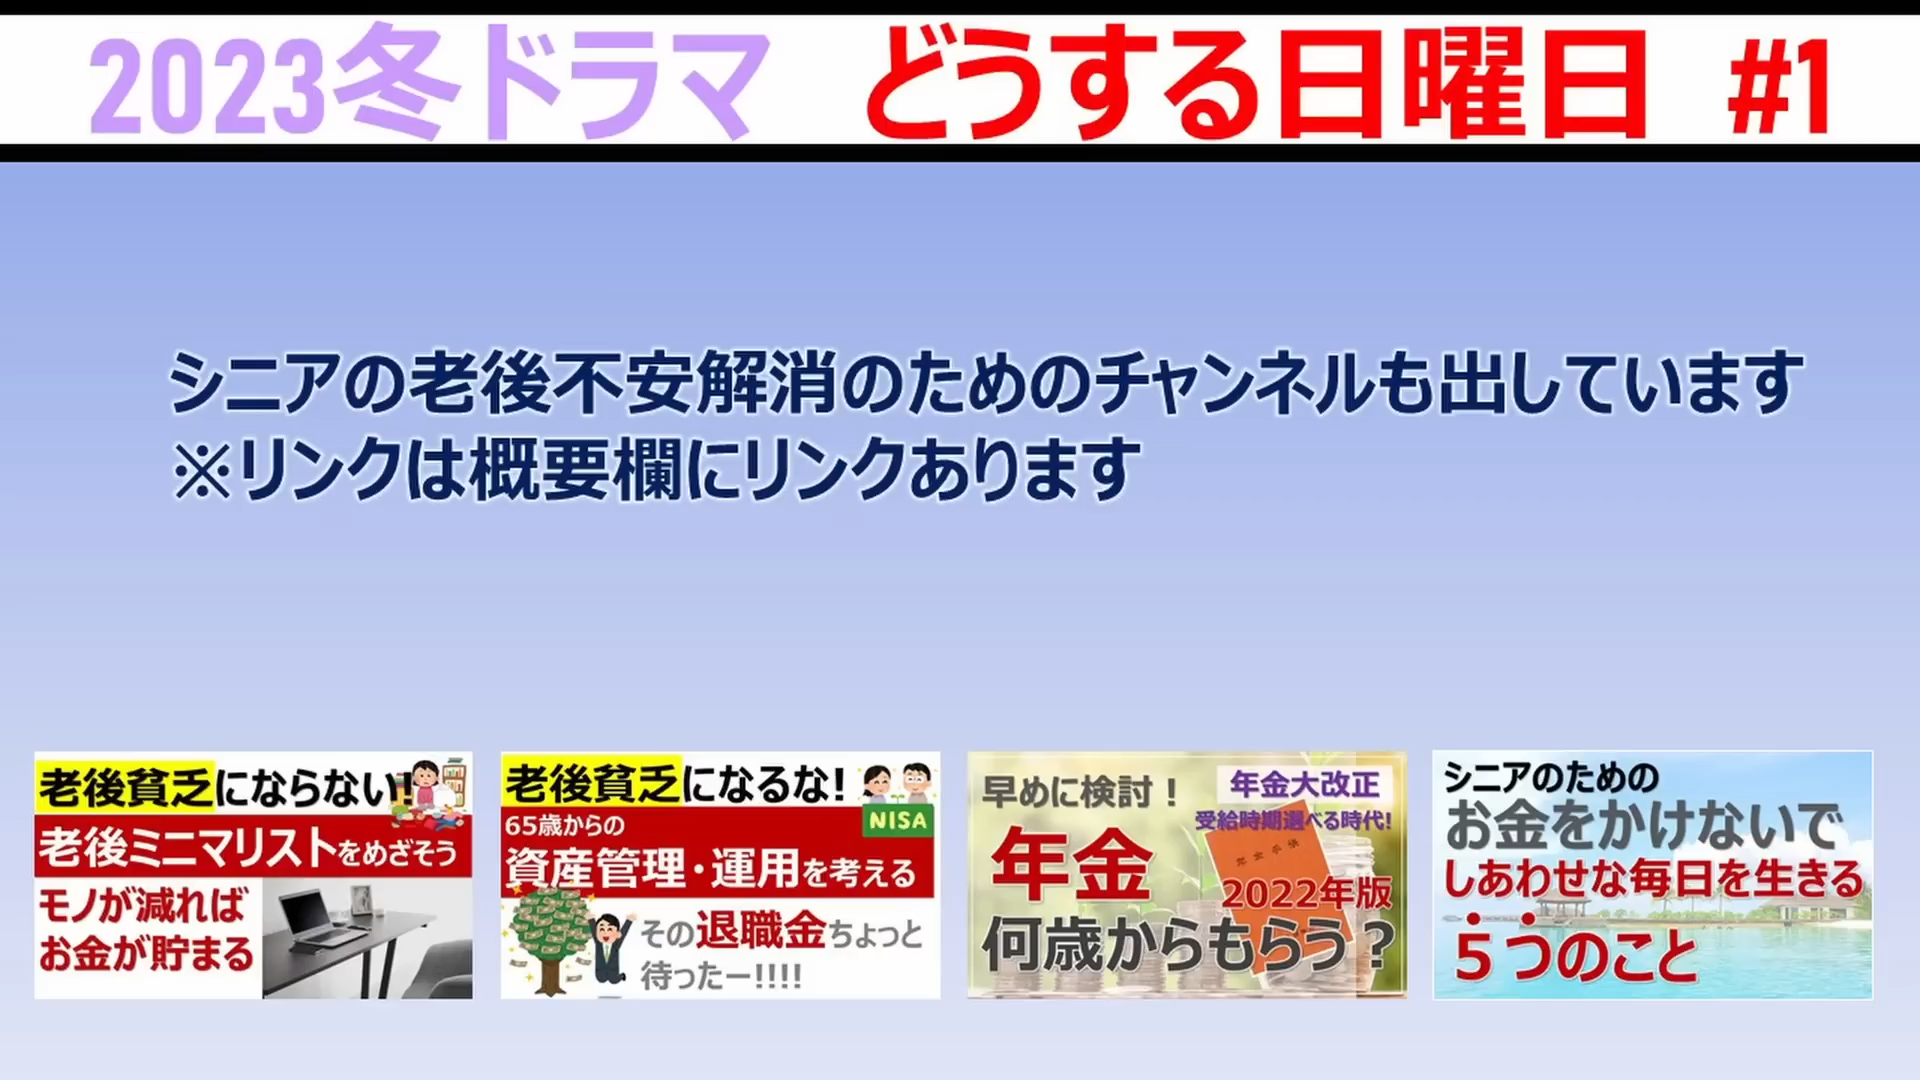 2023冬ドラマ どうする日曜日 #1
シニアの老後不安解消のためのチャンネルも出しています
※リンクは概要欄にリンクあります
老後貧乏にならない!
老後ミニマリストをめざそう
モノが減れば
お金が貯まる
老後貧乏になるな!
NISA
65歳からの
資産管理・運用を考える
その退職金ちょっと
待ったー!!!!
早めに検討！
年金大改正
受給時期選べる時代!
年金手帳
年金
2022年版
何歳からもらう？
シニアのための
お金をかけないで
しあわせな毎日を生きる
５つのこと